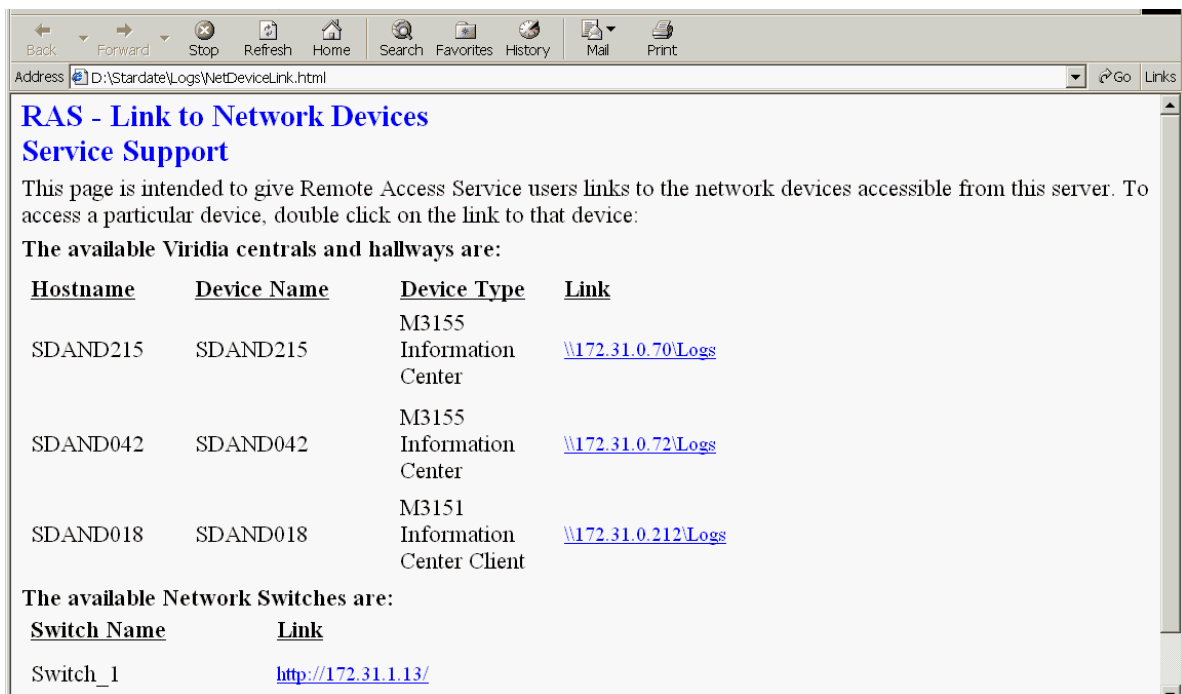 Back Forward Stop Refresh Home Search Favorites History Mail Print
Address D:\Stardate\Logs\NetDeviceLink.html Go Links
RAS - Link to Network Devices
Service Support
This page is intended to give Remote Access Service users links to the network devices accessible from this server. To
access a particular device, double click on the link to that device:
The available Viridia centrals and hallways are:
Hostname Device Name Device Type Link
M3155
SDAND215 SDAND215 Information \\172.31.0.70\Logs
Center
M3155
SDAND042 SDAND042 Information \\172.31.0.72\Logs
Center
M3151
SDAND018 SDAND018 Information \\172.31.0.212\Logs
Center Client
The available Network Switches are:
Switch Name Link
Switch_1 http://172.31.1.13/